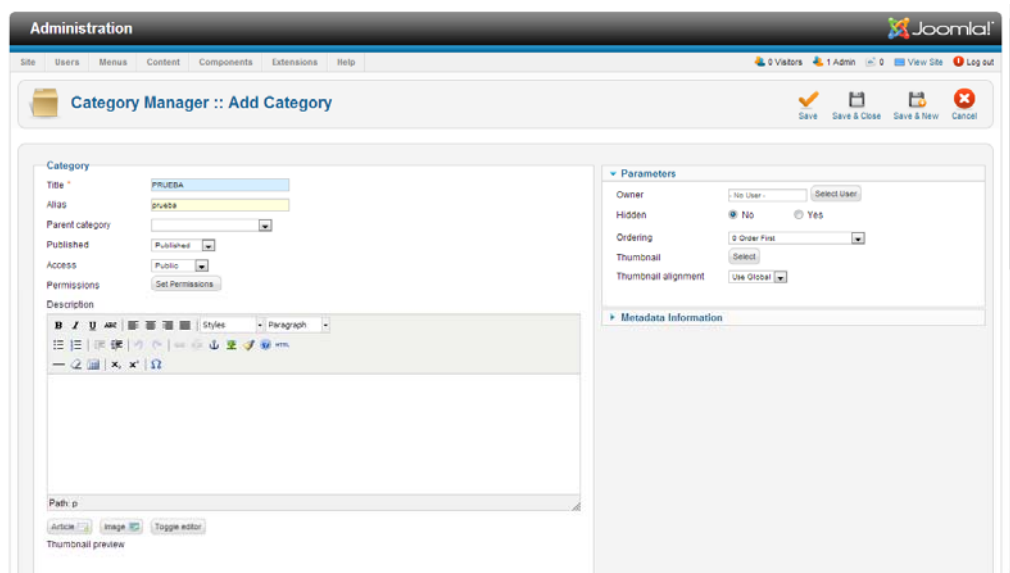 Administration
Joomla!
Site Users Menus Content Components Extensions Help
0 Visitors 1 Admin 0 View Site Log out
Category Manager :: Add Category
Save Save & Close Save & New Cancel
Category
Title * PRUEBA
Alias prueba
Parent category
Published Published
Access Public
Permissions Set Permissions
Description
B I U ABC Styles Paragraph
HTML
x, x' Ω
Path: p
Article Image Toggle editor
Thumbnail preview
Parameters
Owner - No User - Select User
Hidden No Yes
Ordering 0 Order First
Thumbnail Select
Thumbnail alignment Use Global
Metadata Information